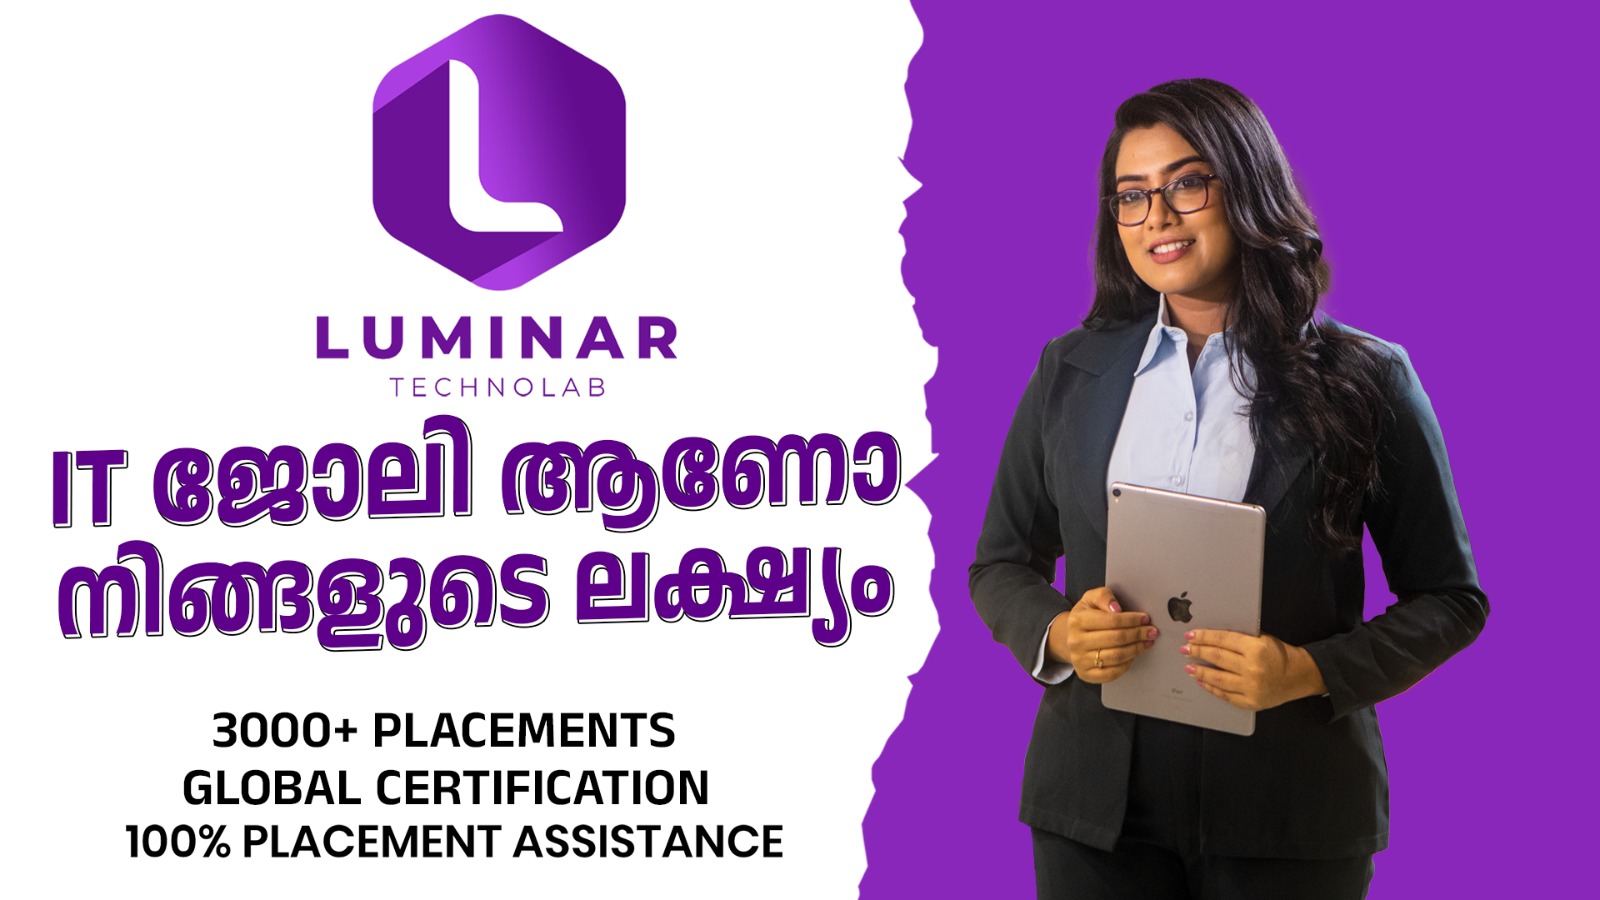 LUMINAR
TECHNOLAB
IT ജോലി ആണോ
നിങ്ങളുടെ ലക്ഷ്യം
3000+ PLACEMENTS
GLOBAL CERTIFICATION
100% PLACEMENT ASSISTANCE